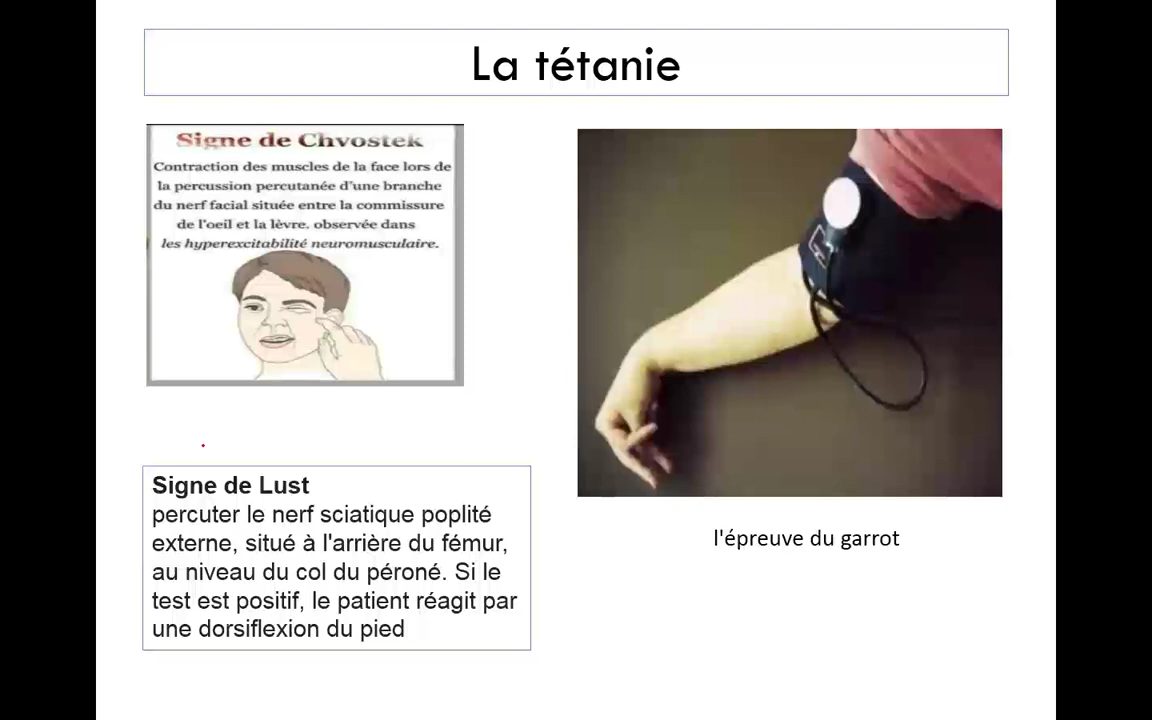 La tétanie
Signe de Chvostek
Contraction des muscles de la face lors de
la percussion percutanée d'une branche
du nerf facial située entre la commissure
de l'oeil et la lèvre. observée dans
les hyperexcitabilité neuromusculaire.
Signe de Lust
percuter le nerf sciatique poplité
externe, situé à l'arrière du fémur,
au niveau du col du péroné. Si le
test est positif, le patient réagit par
une dorsiflexion du pied
l'épreuve du garrot